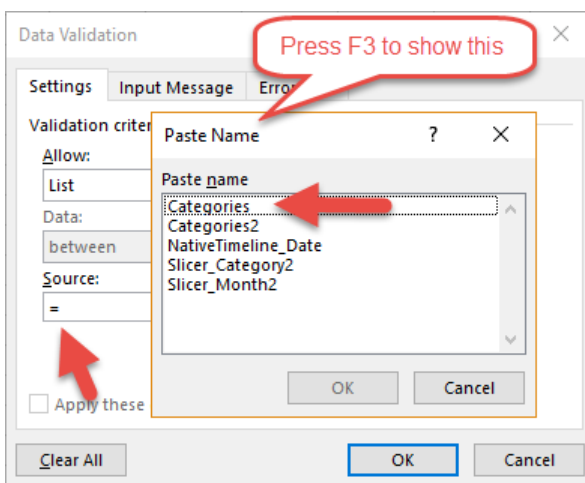 Data Validation
Press F3 to show this
Settings
Input Message
Erro
Validation criter
Allow:
List
Data:
between
Source:
=
Apply these
Paste Name
?
Paste name
Categories
Categories2
NativeTimeline_Date
Slicer_Category2
Slicer_Month2
OK
Cancel
Clear All
OK
Cancel